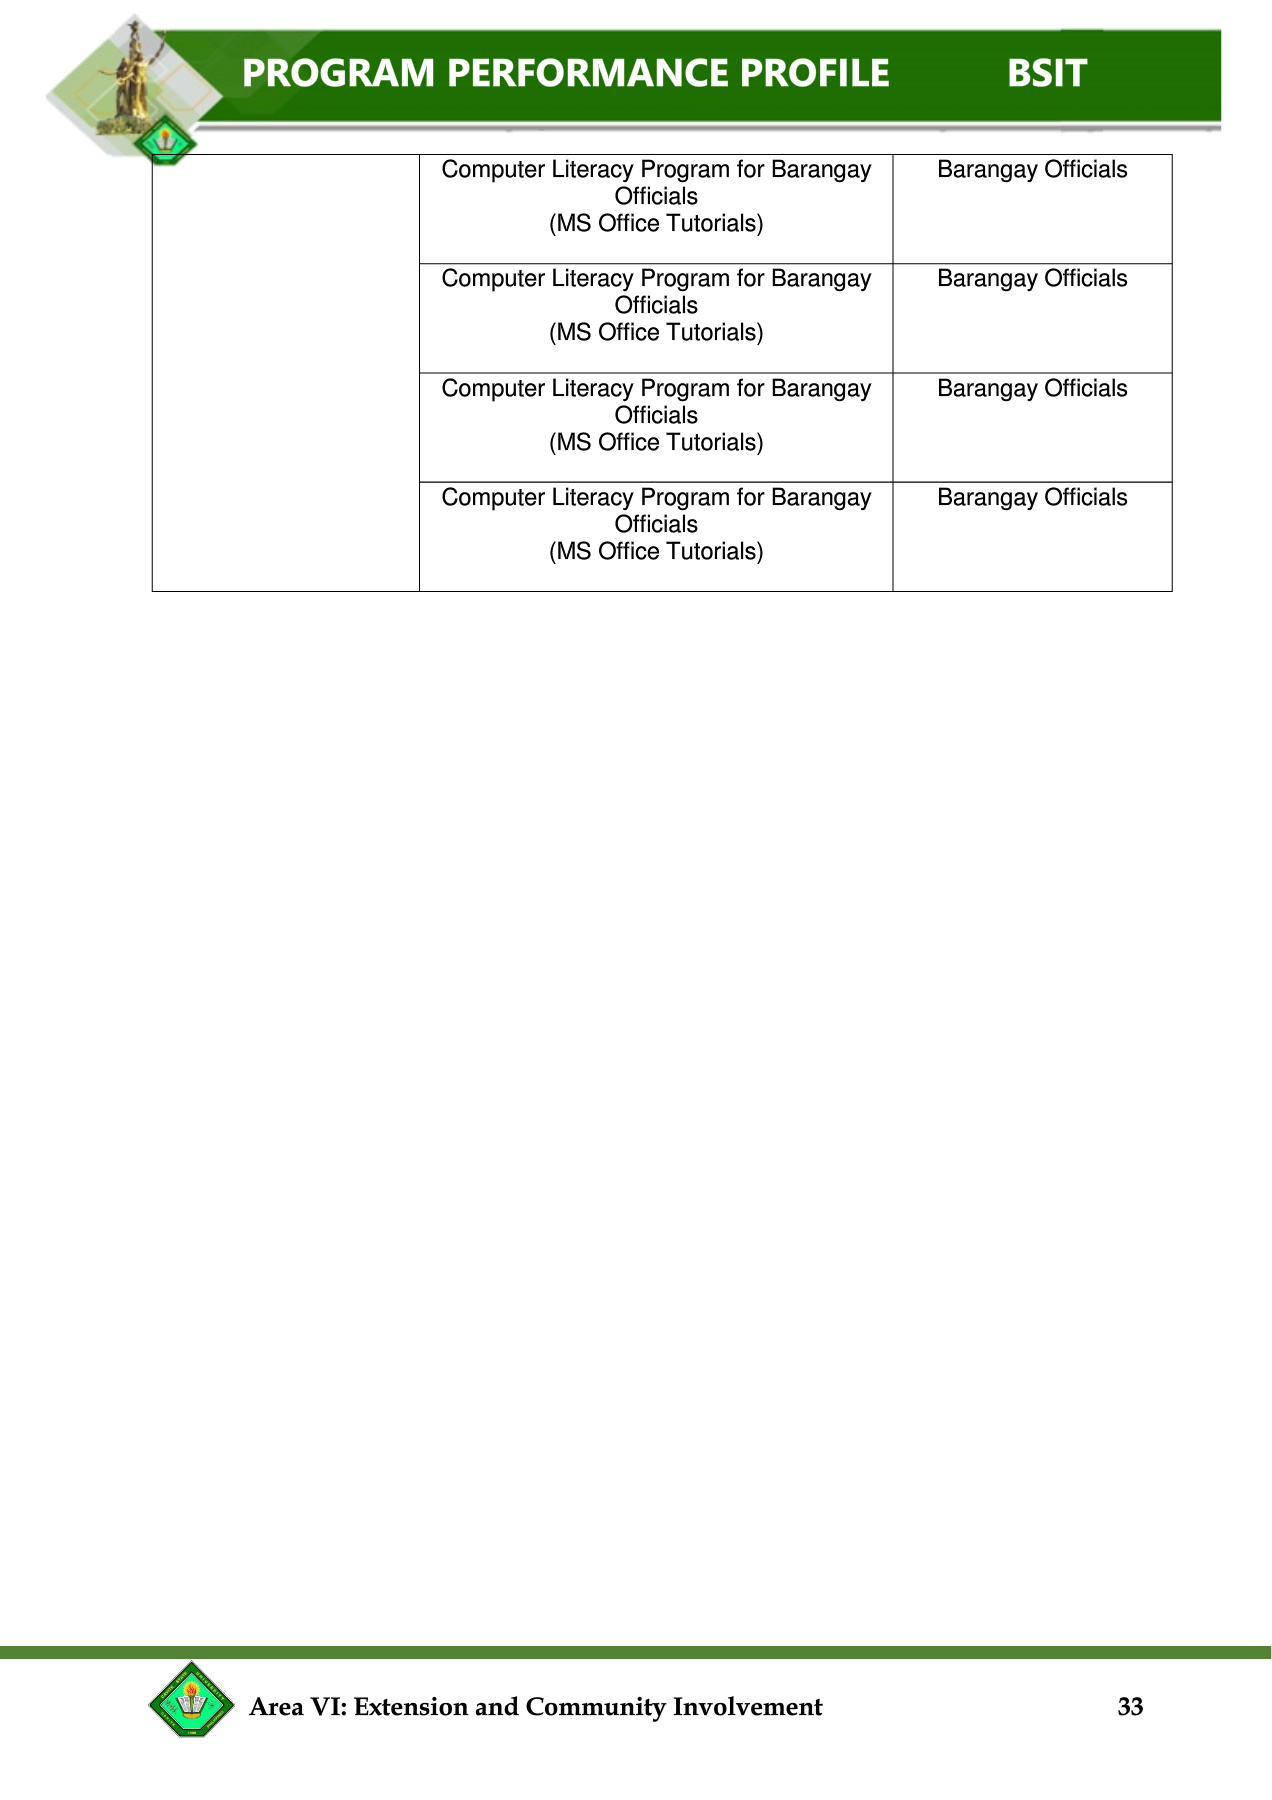 PROGRAM PERFORMANCE PROFILE BSIT
Computer Literacy Program for Barangay
Officials
(MS Office Tutorials)
Barangay Officials
Computer Literacy Program for Barangay
Officials
(MS Office Tutorials)
Barangay Officials
Computer Literacy Program for Barangay
Officials
(MS Office Tutorials)
Barangay Officials
Computer Literacy Program for Barangay
Officials
(MS Office Tutorials)
Barangay Officials
Area VI: Extension and Community Involvement 33